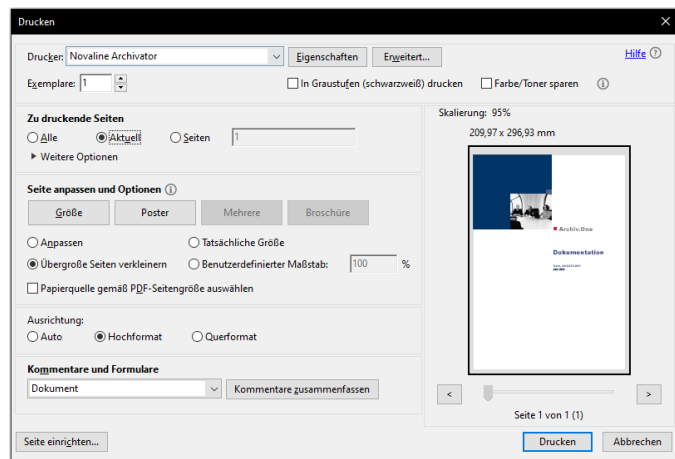 Drucken
Drucker: Novaline Archivator Eigenschaften Erweitert... Hilfe
Exemplare: 1 In Graustufen (schwarzweiß) drucken Farbe/Toner sparen
Zu druckende Seiten
Alle Aktuell Seiten 1
Weitere Optionen
Seite anpassen und Optionen
Größe Poster Mehrere Broschüre
Anpassen Tatsächliche Größe
Übergroße Seiten verkleinern Benutzerdefinierter Maßstab: 100 %
Papierquelle gemäß PDF-Seitengröße auswählen
Ausrichtung:
Auto Hochformat Querformat
Kommentare und Formulare
Dokument Kommentare zusammenfassen
Skalierung: 95%
209,97 x 296,93 mm
Archiv.One
Dokumentation
< >
Seite 1 von 1 (1)
Seite einrichten... Drucken Abbrechen